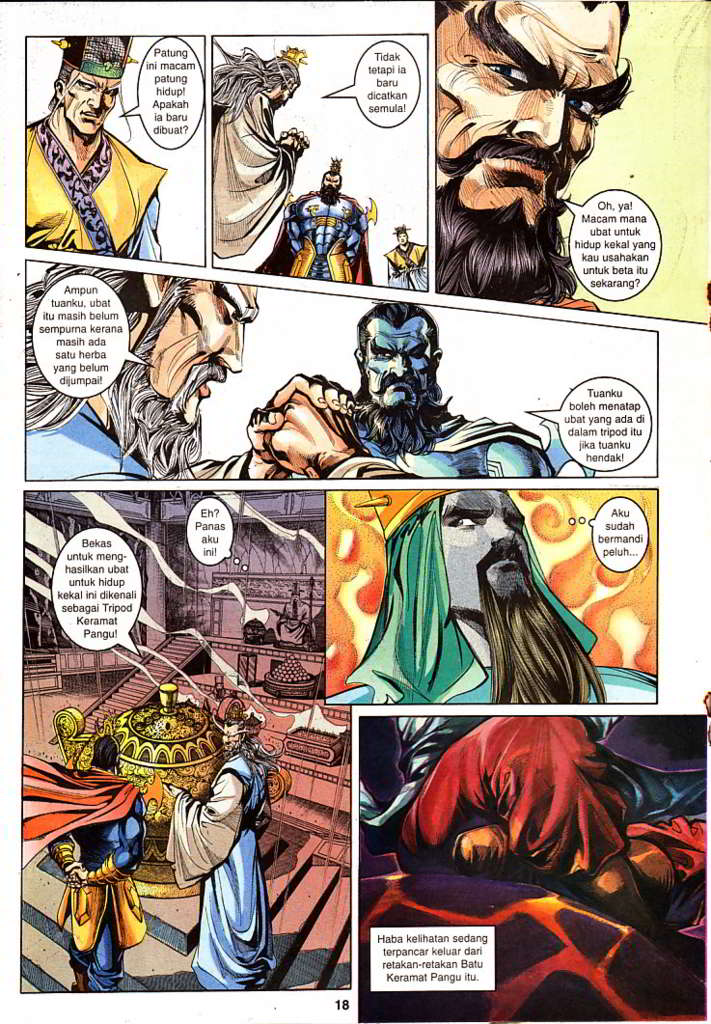 Patung
ini macam
patung
hidup!
Apakah
ia baru
dibuat?
Tidak
tetapi ia
baru
dicatkan
semula!
Oh, ya!
Macam mana
ubat untuk
hidup kekal yang
kau usahakan
untuk beta itu
sekarang?
Ampun
tuanku, ubat
itu masih belum
sempurna kerana
masih ada
satu herba
yang belum
dijumpai!
Tuanku
boleh menatap
ubat yang ada di
dalam tripod itu
jika tuanku
hendak!
Bekas
untuk meng-
hasilkan ubat
untuk hidup
kekal ini dikenali
sebagai Tripod
Keramat
Pangu!
Eh?
Panas
aku
ini!
Aku
sudah
bermandi
peluh...
Haba kelihatan sedang
terpancar keluar dari
retakan-retakan Batu
Keramat Pangu itu.
18